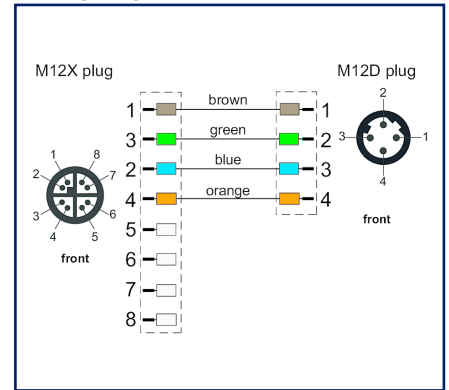 M12X plug
M12D plug
1 brown 1
3 green 2
2 blue 3
4 orange 4
5
6
7
8
1 8
2 7
3 6
4 5
front
2
3 1
4
front